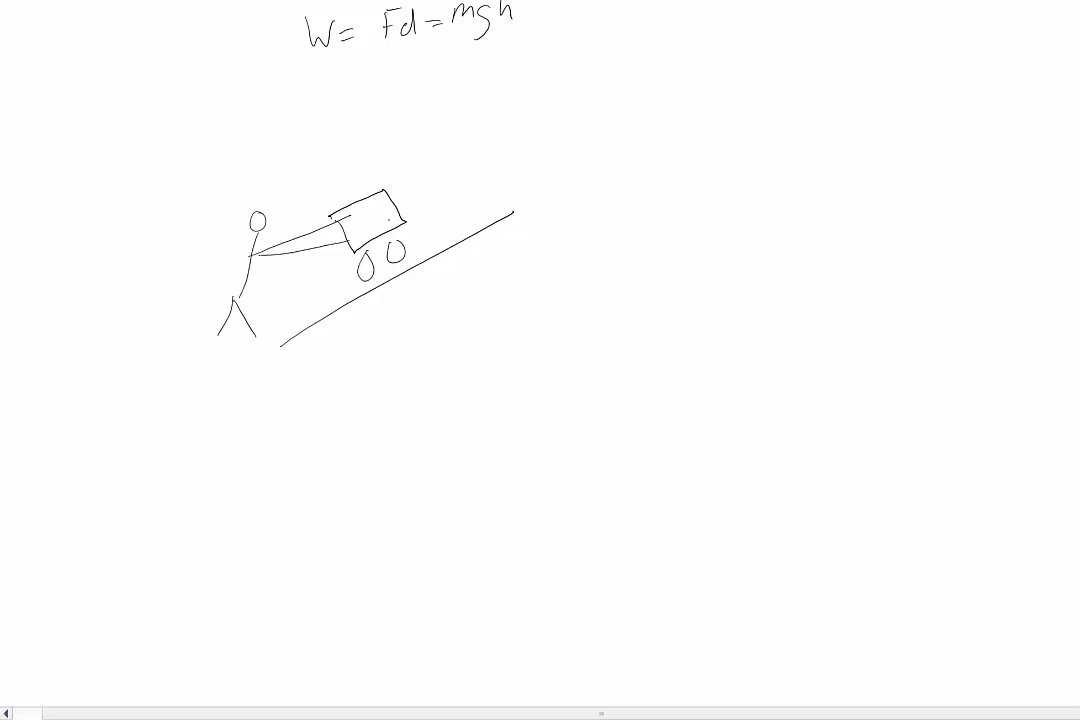 W = Fd = mgh